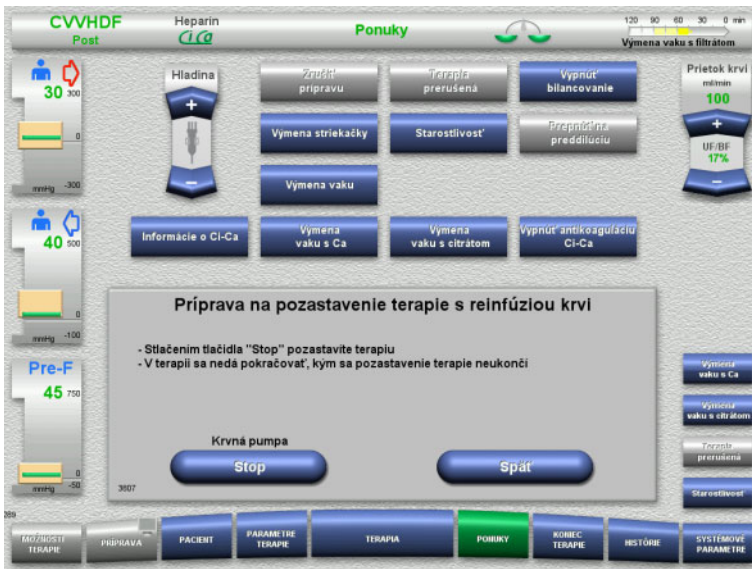 CVVHDF
Post
Heparin
CiCa
Ponuky
120 90 60 30 0 min
Výmena vaku s filtrátom
30 300
0
mmHg -300
40 500
0
mmHg -100
Pre-F
45 750
0
mmHg -50
Hladina
+
–
Zrušiť
prípravu
Terapia
prerušená
Vypnúť
bilancovanie
Výmena striekačky
Starostlivosť
Prepnúť na
predilúciu
Výmena vaku
Informácie o Ci-Ca
Výmena
vaku s Ca
Výmena
vaku s citrátom
Vypnúť antikoaguláciu
Ci-Ca
Prietok krvi
ml/min
100
+
UF/BF
17%
–
Príprava na pozastavenie terapie s reinfúziou krvi
- Stlačením tlačidla "Stop" pozastavíte terapiu
- V terapii sa nedá pokračovať, kým sa pozastavenie terapie neukončí
Krvná pumpa
Stop
Späť
3607
Výmena
vaku s Ca
Výmena
vaku s citrátom
Terapia
prerušená
Starostlivosť
MOŽNOSTI
TERAPIE
PRÍPRAVA
PACIENT
PARAMETRE
TERAPIE
TERAPIA
PONUKY
KONIEC
TERAPIE
HISTÓRIE
SYSTÉMOVÉ
PARAMETRE